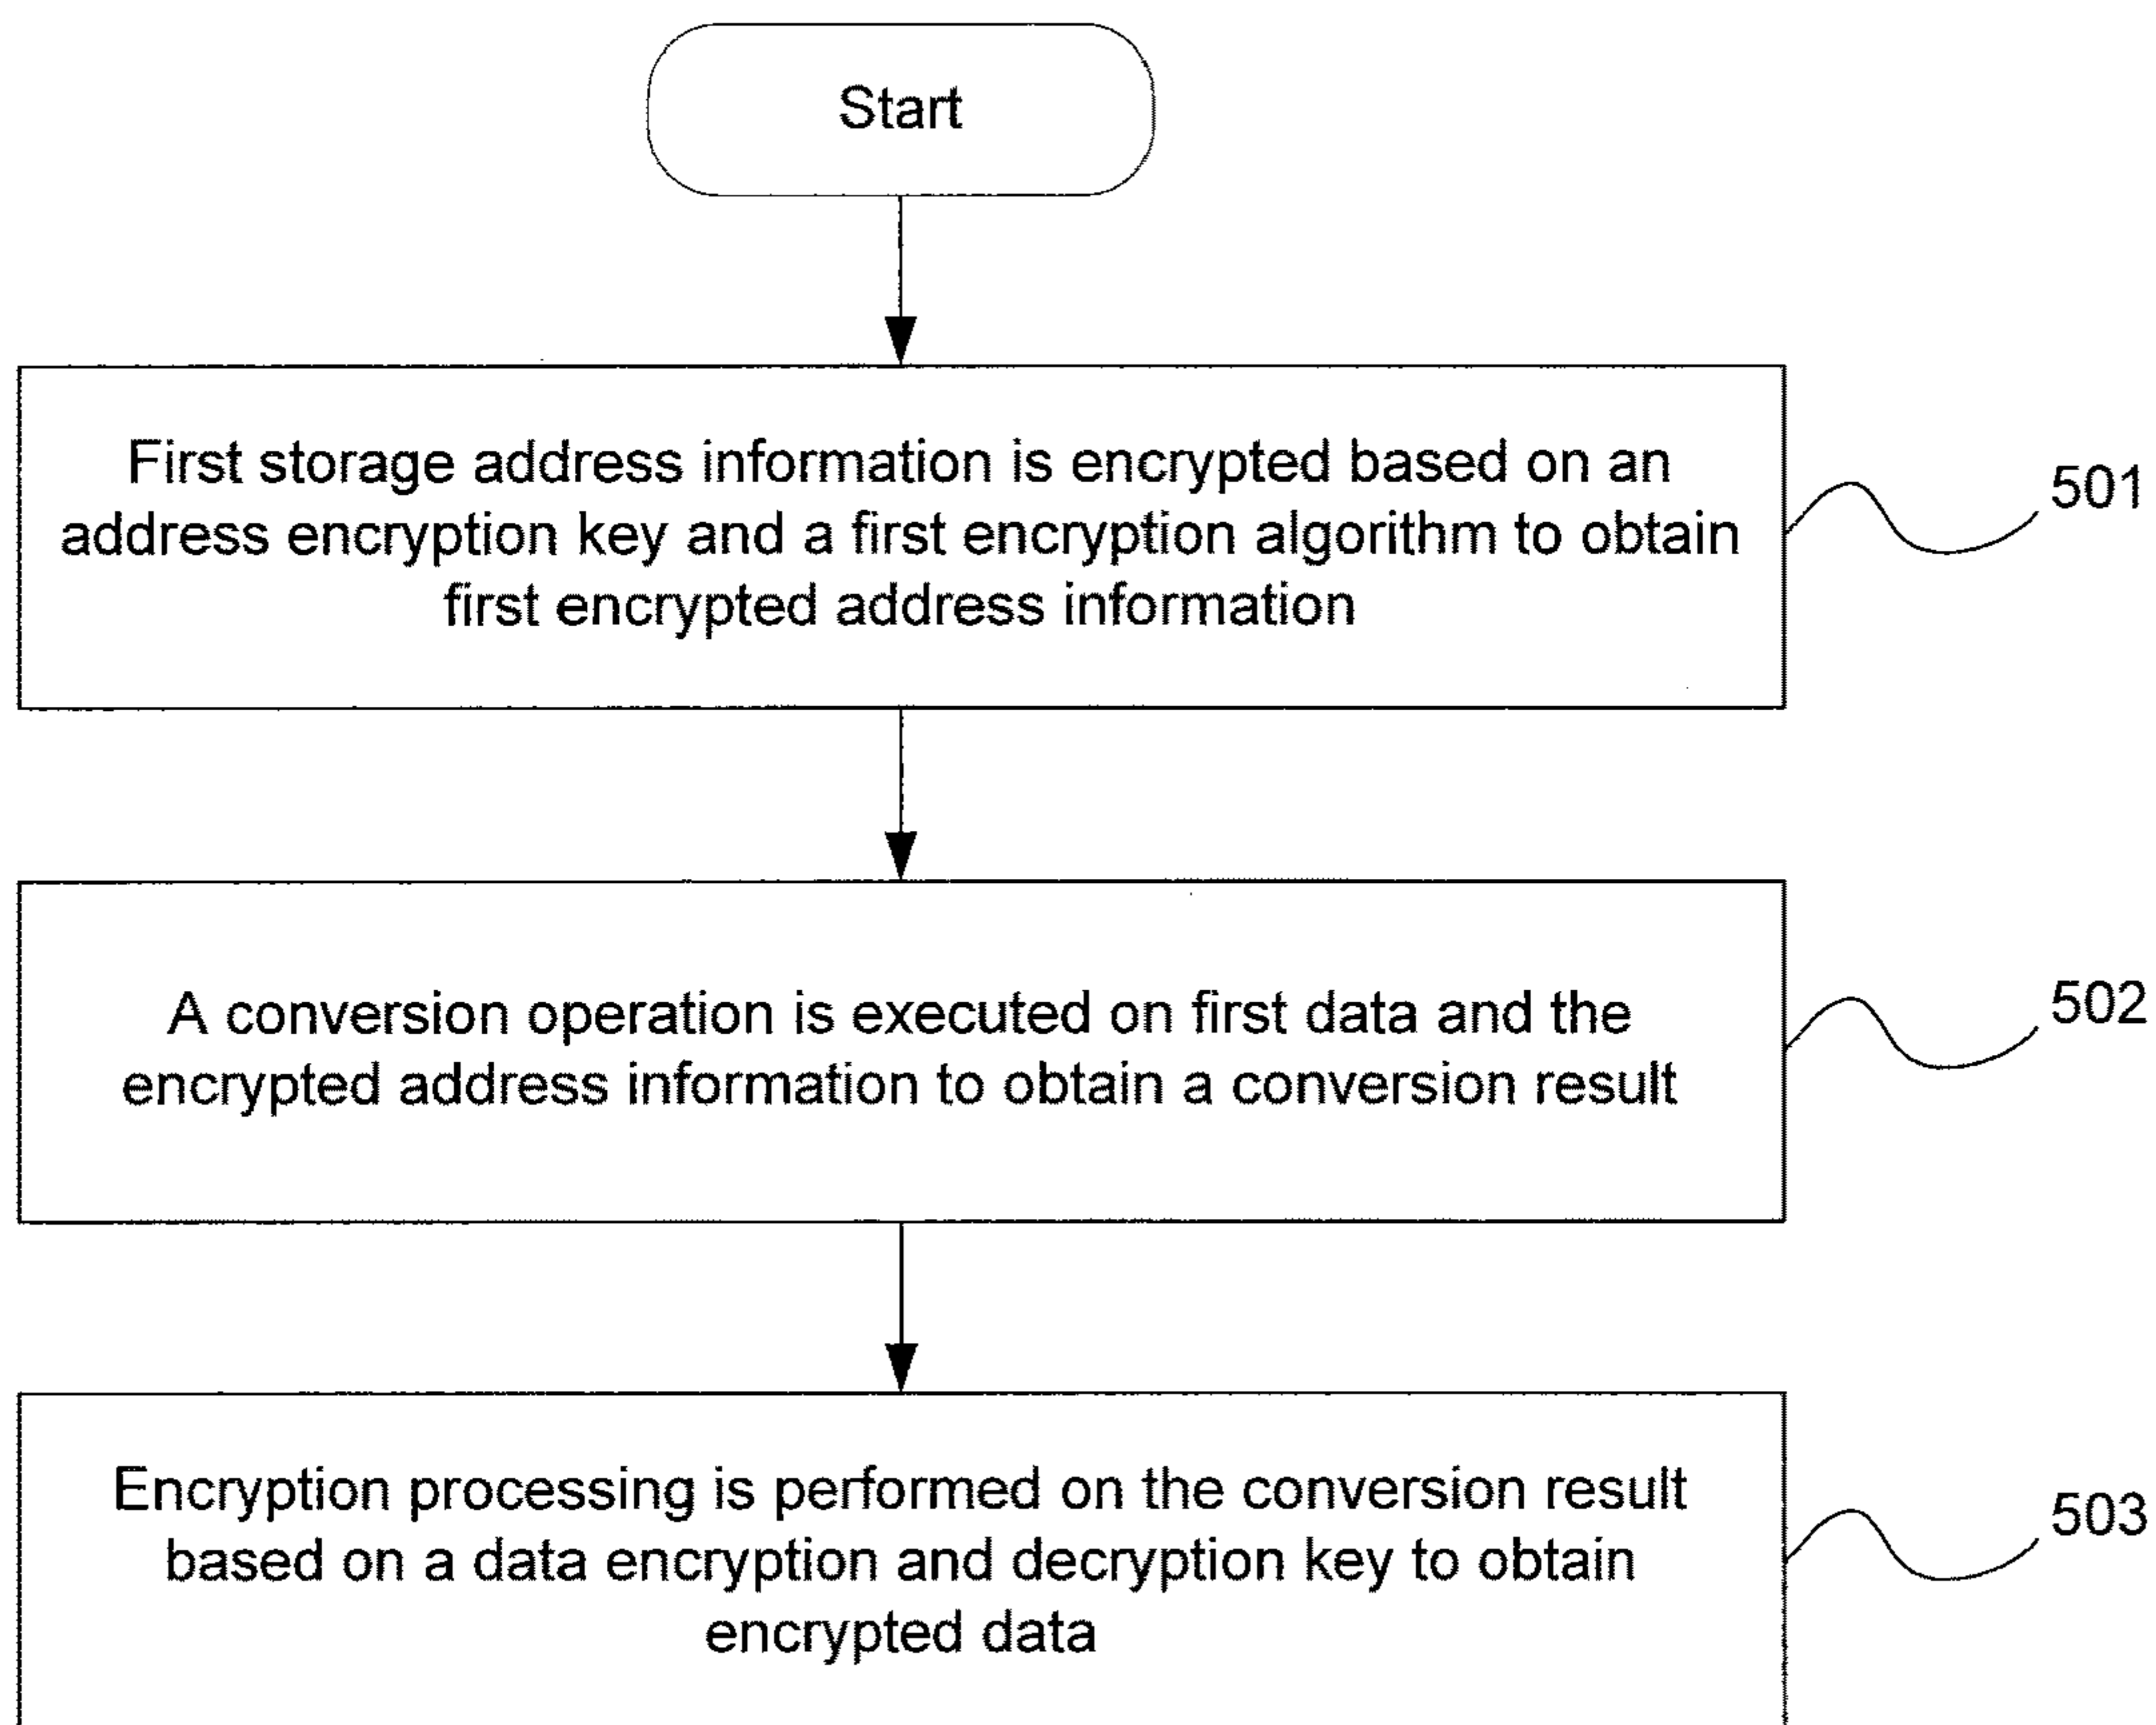 Start
First storage address information is encrypted based on an
address encryption key and a first encryption algorithm to obtain
first encrypted address information
501
A conversion operation is executed on first data and the
encrypted address information to obtain a conversion result
502
Encryption processing is performed on the conversion result
based on a data encryption and decryption key to obtain
encrypted data
503